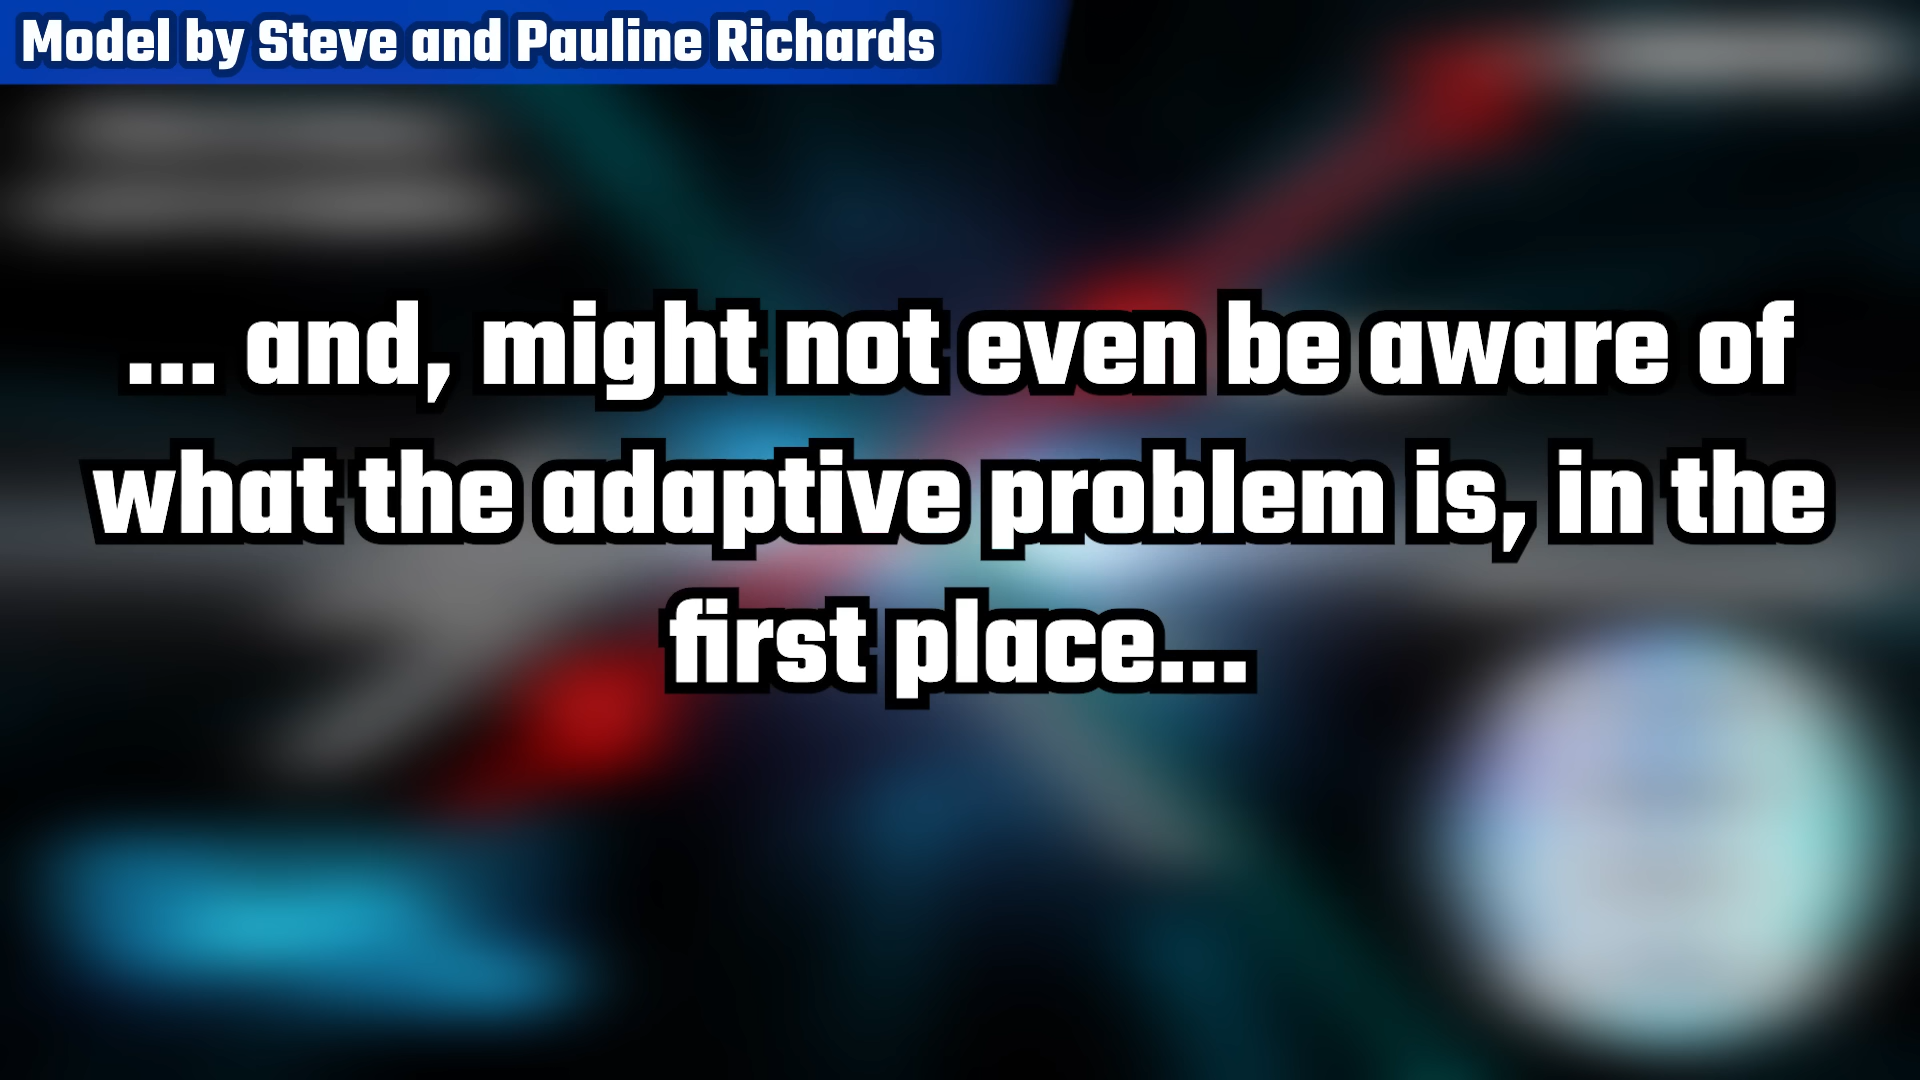 Model by Steve and Pauline Richards
... and, might not even be aware of
what the adaptive problem is, in the
first place...